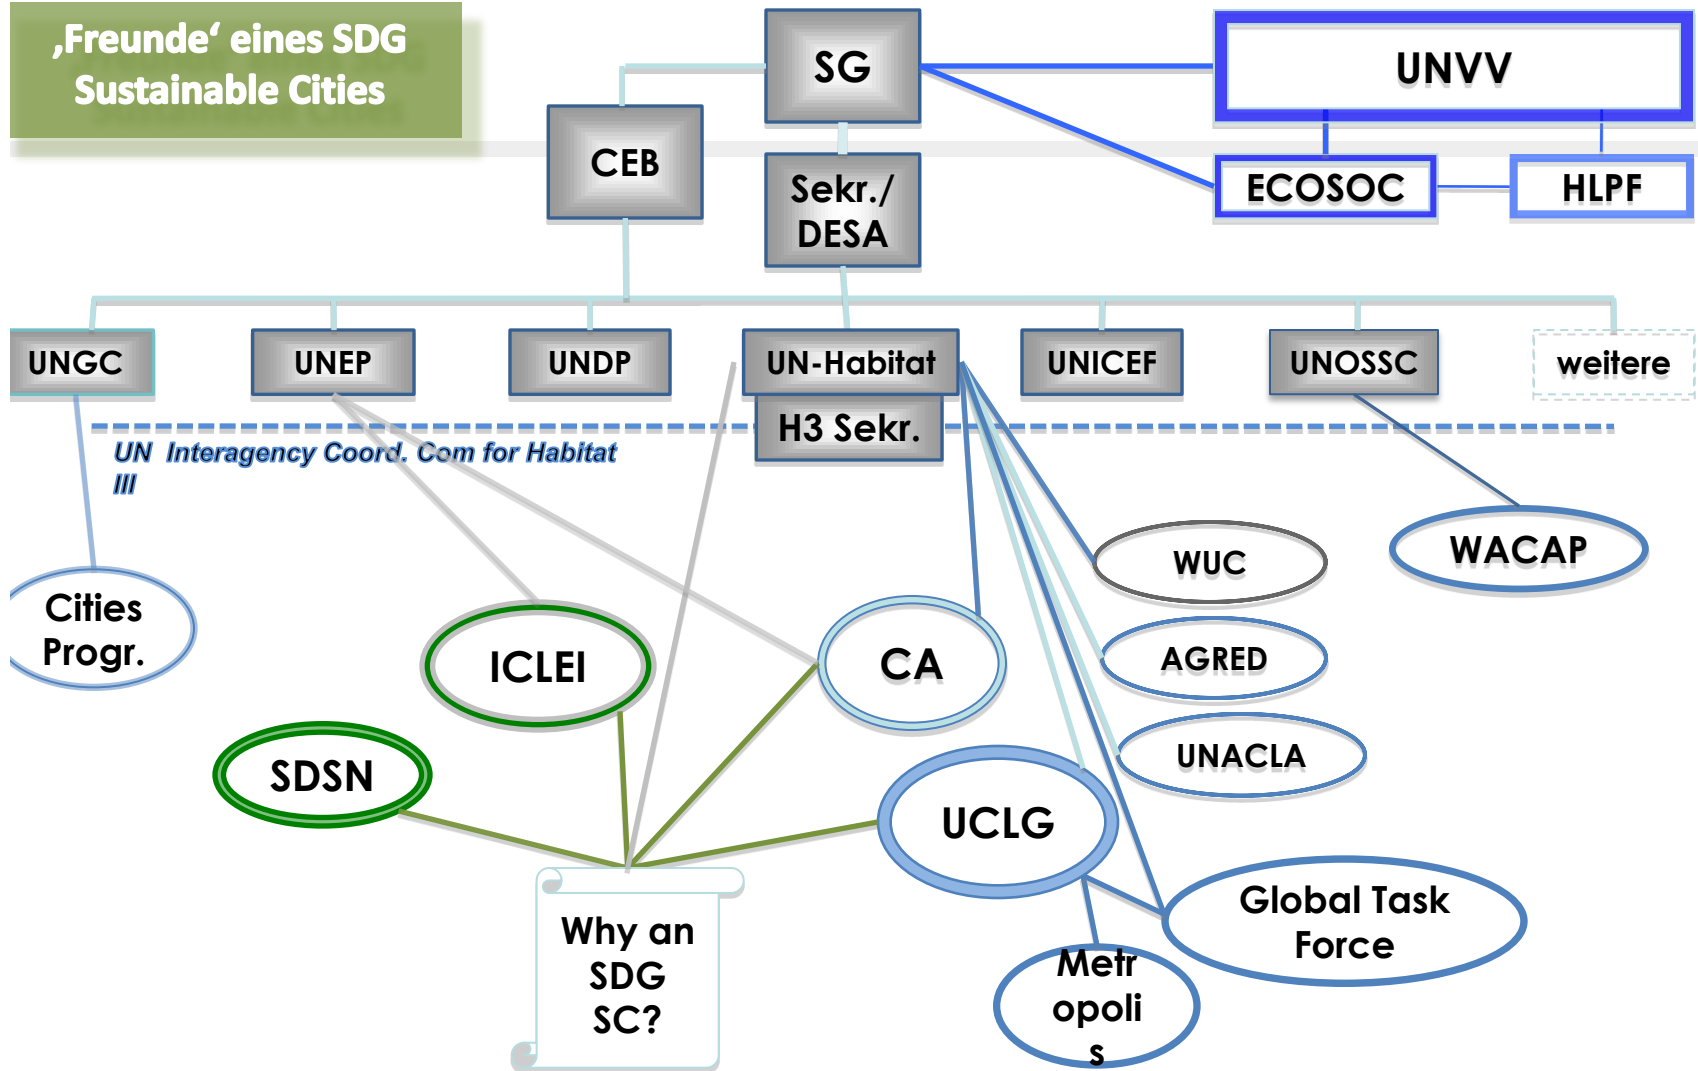 ‚Freunde‘ eines SDG
Sustainable Cities
SG
UNVV
CEB
Sekr./
DESA
ECOSOC
HLPF
UNGC
UNEP
UNDP
UN-Habitat
UNICEF
UNOSSC
weitere
H3 Sekr.
UN Interagency Coord. Com for Habitat
III
WACAP
WUC
Cities
Progr.
ICLEI
CA
AGRED
UNACLA
SDSN
UCLG
Global Task
Force
Why an
SDG
SC?
Metr
opoli
s